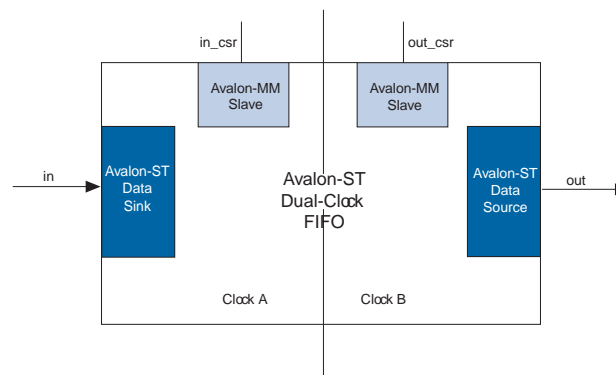 in_csr
out_csr
Avalon-MM
Slave
Avalon-MM
Slave
Avalon-ST
Data
Sink
in
Avalon-ST
Dual-Clock
FIFO
Avalon-ST
Data
Source
out
Clock A
Clock B